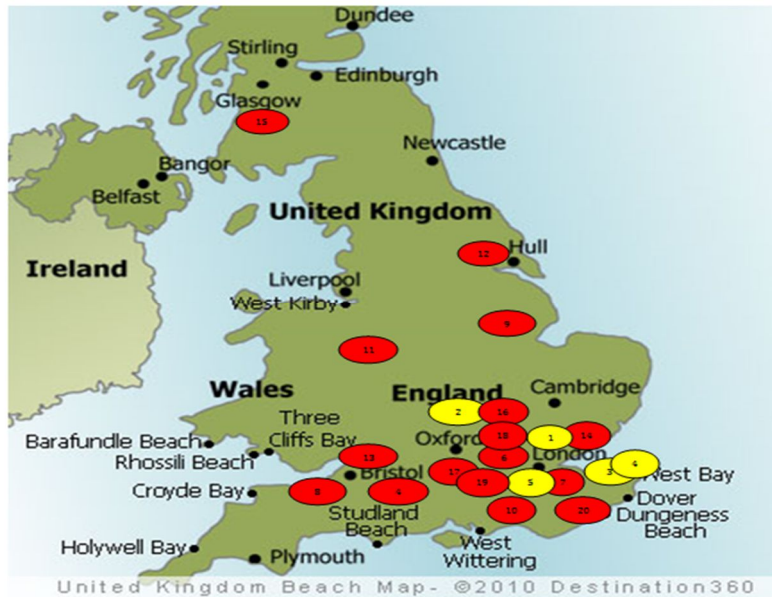 Dundee
Stirling
Edinburgh
Glasgow
15
Newcastle
Bangor
Belfast
United Kingdom
Ireland
12
Hull
Liverpool
West Kirby
9
11
Wales
England
Cambridge
2
16
Three
Cliffs Bay
Barafundle Beach
Oxford
18
1
14
Rhossili Beach
13
6
London
4
Bristol
17
3
West Bay
Croyde Bay
8
4
19
5
7
Dover
Studland
Beach
10
20
Dungeness
Beach
Holywell Bay
Plymouth
West
Wittering
United Kingdom Beach Map- ©2010 Destination360